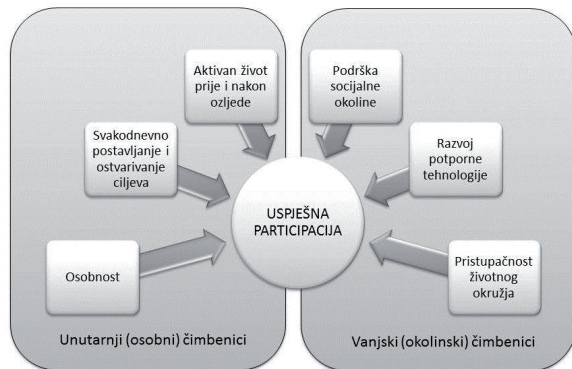 Aktivan život
prije i nakon
ozljede
Svakodnevno
postavljanje i
ostvarivanje
ciljeva
Osobnost
Podrška
socijalne
okoline
Razvoj
potporne
tehnologije
Pristupačnost
životnog
okružja
USPJEŠNA
PARTICIPACIJA
Unutarnji (osobni) čimbenici
Vanjski (okolinski) čimbenici